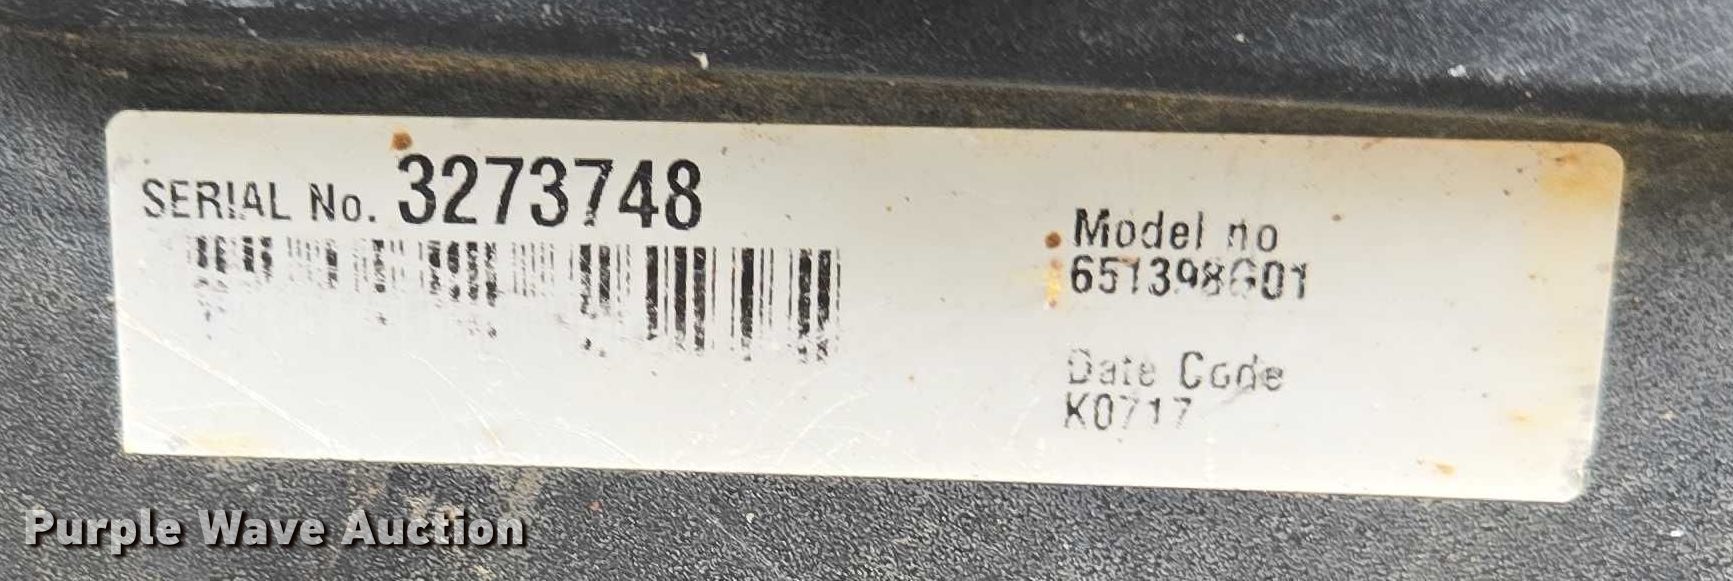 SERIAL No. 3273748
Model no
651398G01
Date Code
K0717
Purple Wave Auction